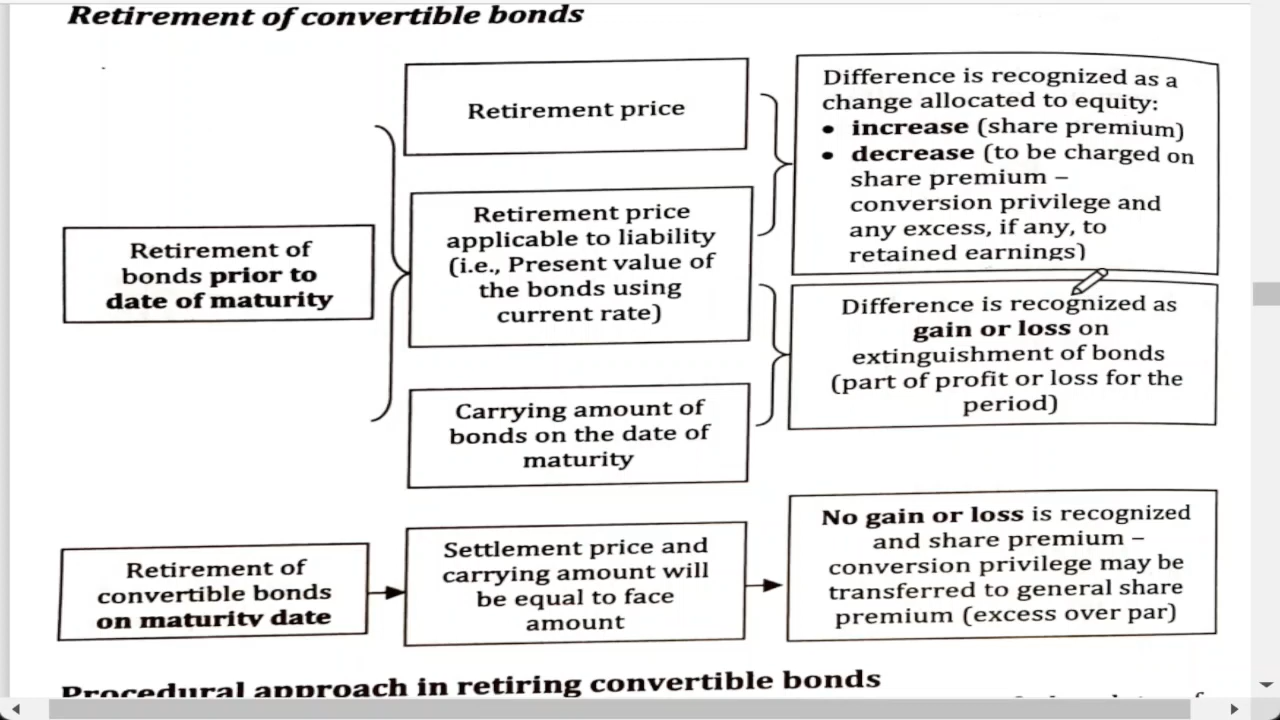 Retirement of convertible bonds
Retirement of
bonds prior to
date of maturity
Retirement price
Retirement price
applicable to liability
(i.e., Present value of
the bonds using
current rate)
Carrying amount of
bonds on the date of
maturity
Difference is recognized as a
change allocated to equity:
• increase (share premium)
• decrease (to be charged on
share premium –
conversion privilege and
any excess, if any, to
retained earnings)
Difference is recognized as
gain or loss on
extinguishment of bonds
(part of profit or loss for the
period)
Retirement of
convertible bonds
on maturity date
Settlement price and
carrying amount will
be equal to face
amount
No gain or loss is recognized
and share premium –
conversion privilege may be
transferred to general share
premium (excess over par)
Procedural approach in retiring convertible bonds